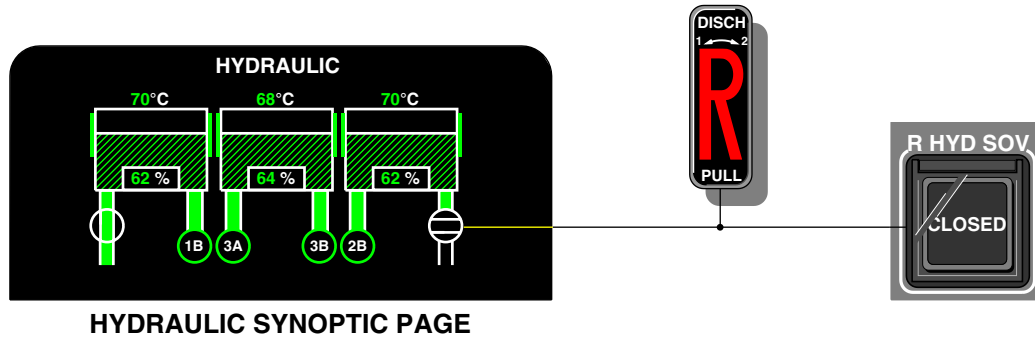 HYDRAULIC
70°C 68°C 70°C
62 % 64 % 62 %
1B 3A 3B 2B
HYDRAULIC SYNOPTIC PAGE
DISCH
1 2
R
PULL
R HYD SOV
CLOSED